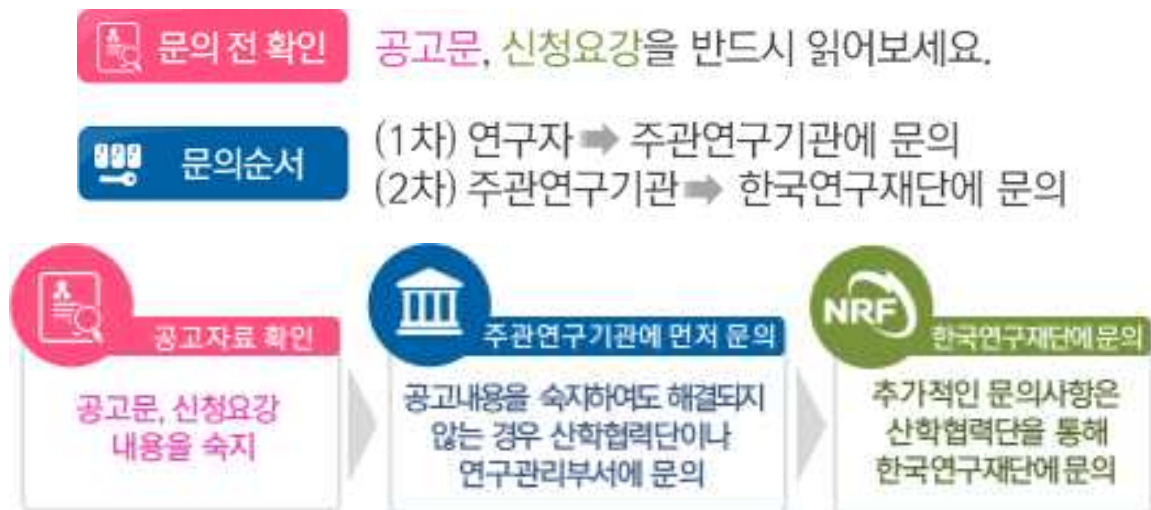 문의 전 확인
공고문, 신청요강을 반드시 읽어보세요.
문의순서
(1차) 연구자 ➡ 주관연구기관에 문의
(2차) 주관연구기관 ➡ 한국연구재단에 문의
공고자료 확인
공고문, 신청요강
내용을 숙지
주관연구기관에 먼저 문의
공고내용을 숙지하여도 해결되지
않는 경우 산학협력단이나
연구관리부서에 문의
NRF
한국연구재단에 문의
추가적인 문의사항은
산학협력단을 통해
한국연구재단에 문의